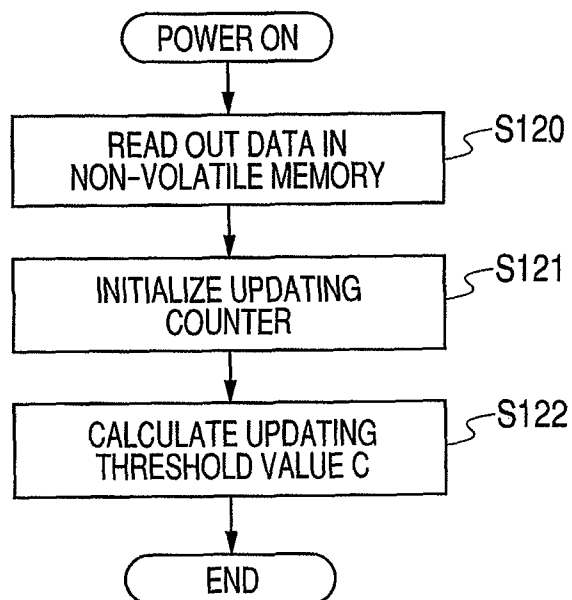 POWER ON
READ OUT DATA IN
NON-VOLATILE MEMORY
S120
INITIALIZE UPDATING
COUNTER
S121
CALCULATE UPDATING
THRESHOLD VALUE C
S122
END